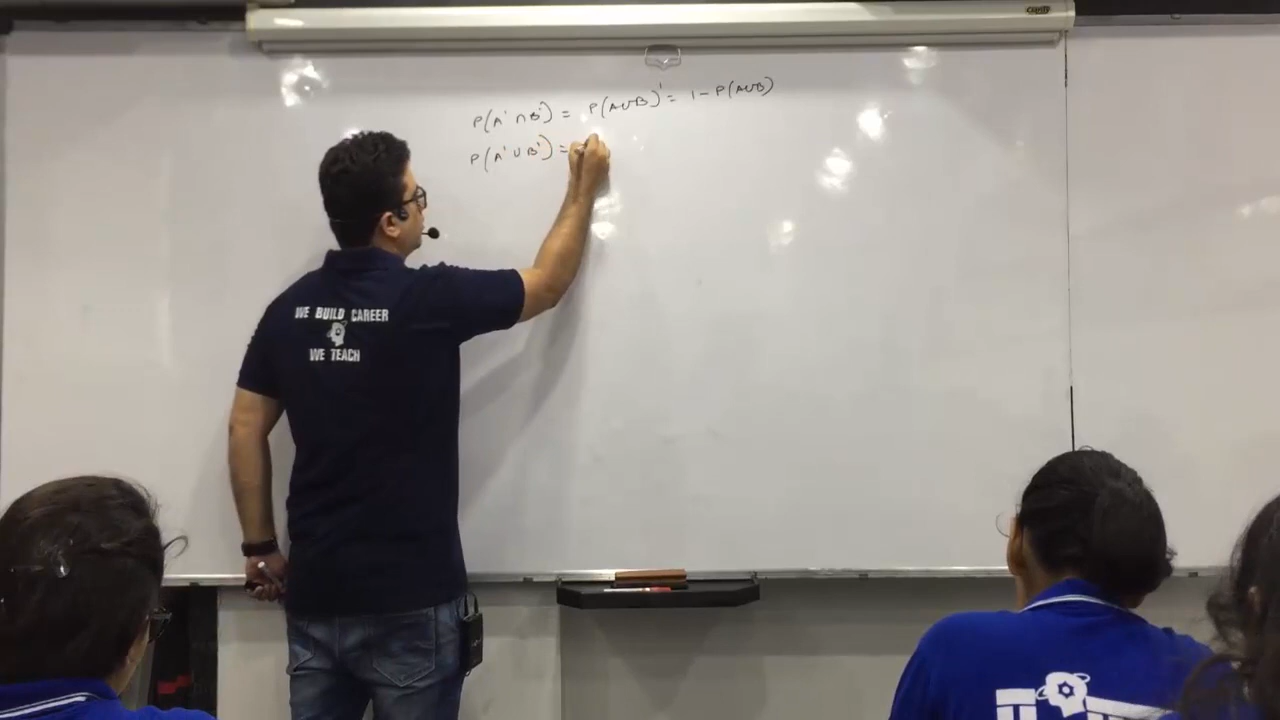 P(A' ∩ B') = P(A∪B)' = 1 - P(A∪B)
P(A' ∪ B') =
WE BUILD CAREER
WE TEACH